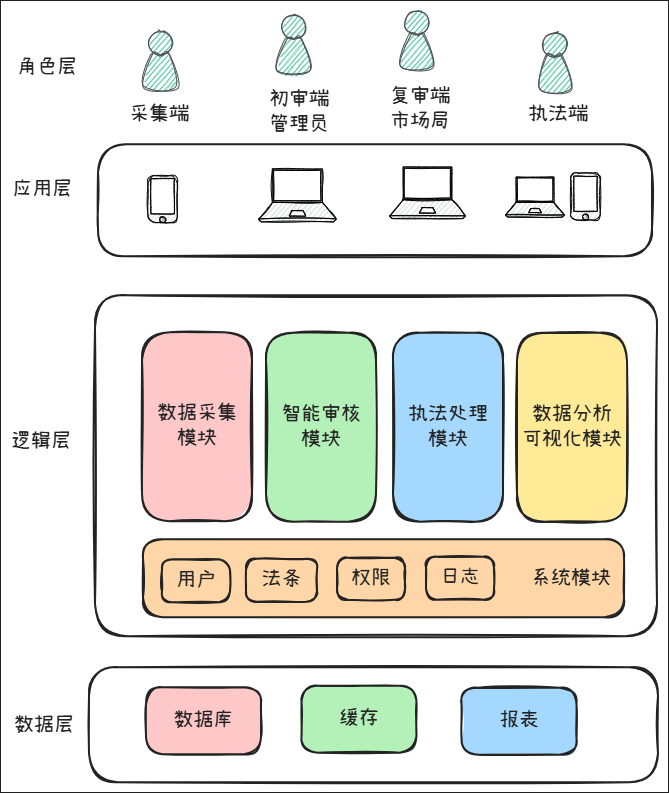 角色层
采集端
初审端
管理员
复审端
市场局
执法端
应用层
逻辑层
数据采集
模块
智能审核
模块
执法处理
模块
数据分析
可视化模块
用户
法条
权限
日志
系统模块
数据层
数据库
缓存
报表